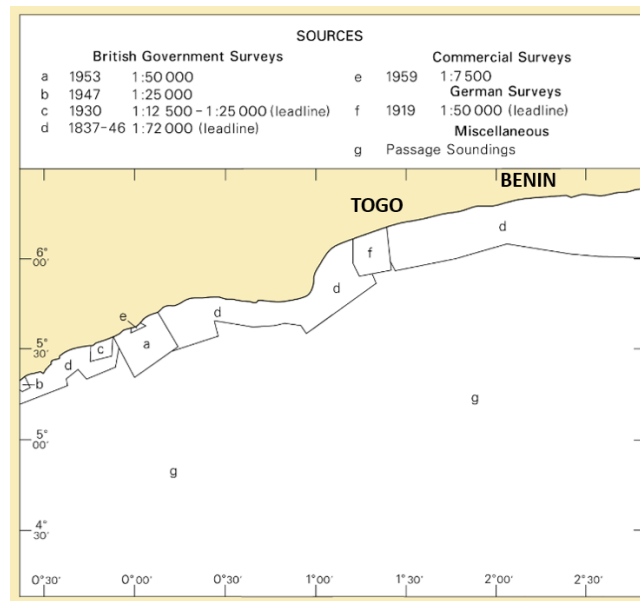 SOURCES
British Government Surveys
a 1953 1:50 000
b 1947 1:25 000
c 1930 1:12 500 – 1:25 000 (leadline)
d 1837–46 1:72 000 (leadline)
Commercial Surveys
e 1959 1:7 500
German Surveys
f 1919 1:50 000 (leadline)
Miscellaneous
g Passage Soundings
BENIN
TOGO
d
6°
00'
f
d
e
d
5°
30'
c
a
d
b
g
5°
00'
g
4°
30'
0°30' 0°00' 0°30' 1°00' 1°30' 2°00' 2°30'